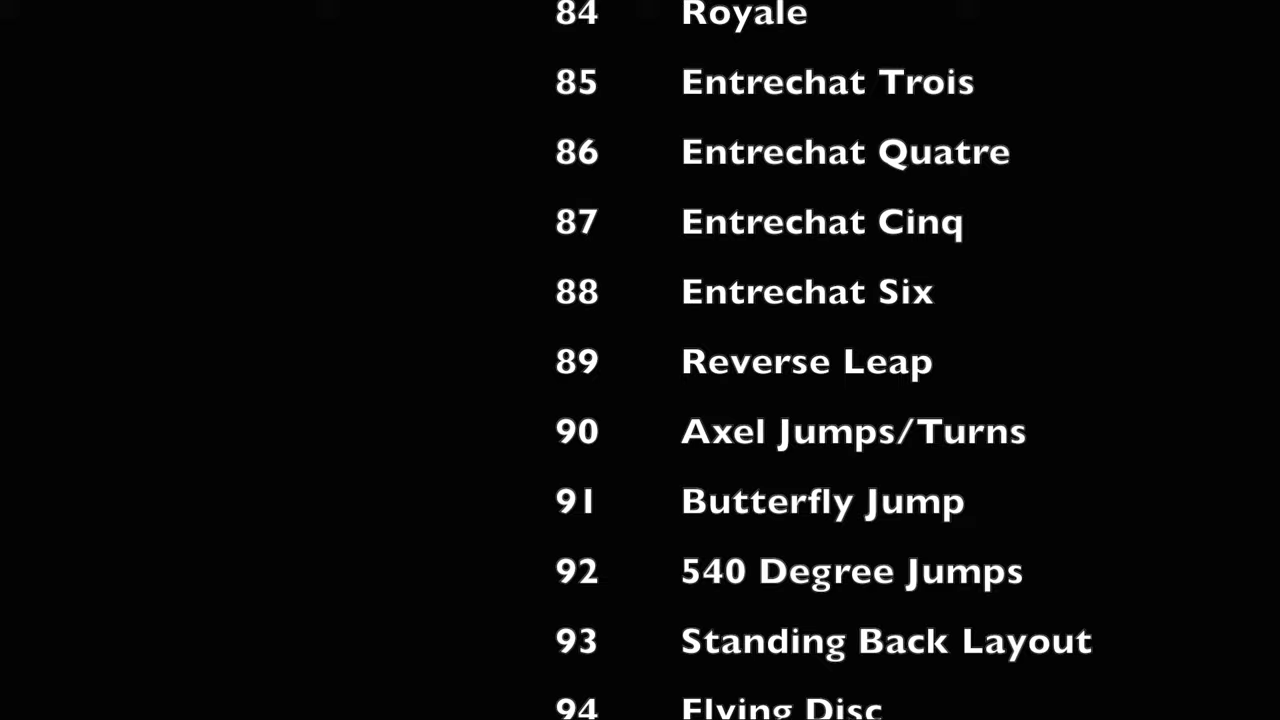 84 Royale
85 Entrechat Trois
86 Entrechat Quatre
87 Entrechat Cinq
88 Entrechat Six
89 Reverse Leap
90 Axel Jumps/Turns
91 Butterfly Jump
92 540 Degree Jumps
93 Standing Back Layout
94 Flying Disc